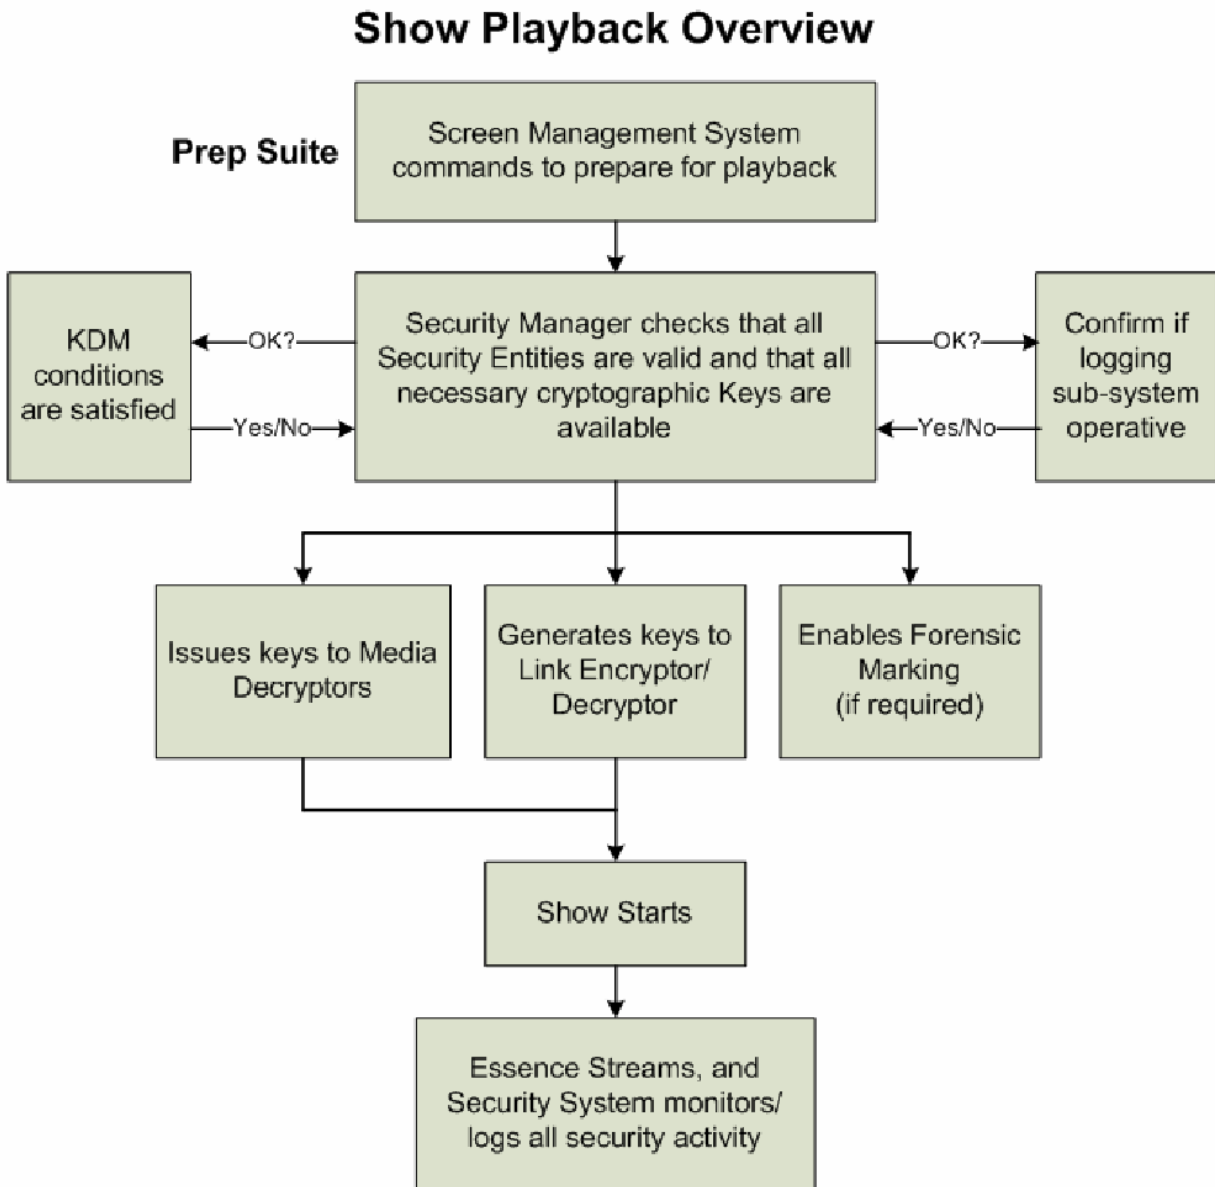 Show Playback Overview
Prep Suite
Screen Management System
commands to prepare for playback
KDM
conditions
are satisfied
OK?
Yes/No
Security Manager checks that all
Security Entities are valid and that all
necessary cryptographic Keys are
available
OK?
Yes/No
Confirm if
logging
sub-system
operative
Issues keys to Media
Decryptors
Generates keys to
Link Encryptor/
Decryptor
Enables Forensic
Marking
(if required)
Show Starts
Essence Streams, and
Security System monitors/
logs all security activity